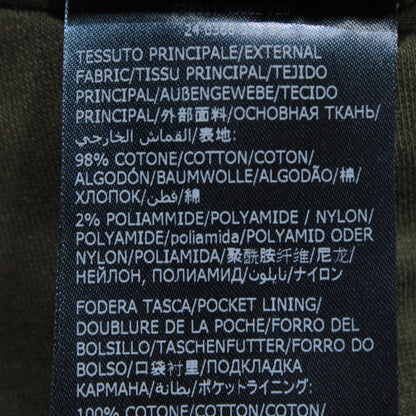 TESSUTO PRINCIPALE/EXTERNAL
FABRIC/TISSU PRINCIPAL/TEJIDO
PRINCIPAL/AUßENGEWEBE/TECIDO
PRINCIPAL/外部面料/ОСНОВНАЯ ТКАНЬ/
القماش الخارجي/表地:
98% COTONE/COTTON/COTON/
ALGODÓN/BAUMWOLLE/ALGODÃO/棉/
ХЛОПОК/قطن/綿
2% POLIAMMIDE/POLYAMIDE / NYLON/
POLYAMIDE/poliamida/POLYAMID ODER
NYLON/POLIAMIDA/聚酰胺纤维/尼龙/
НЕЙЛОН, ПОЛИАМИД/نايلون/ナイロン
FODERA TASCA/POCKET LINING/
DOUBLURE DE LA POCHE/FORRO DEL
BOLSILLO/TASCHENFUTTER/FORRO DO
BOLSO/口袋衬里/ПОДКЛАДКА
КАРМАНА/بطانة/ポケットライニング:
100% COTONE/COTTON/COTON/